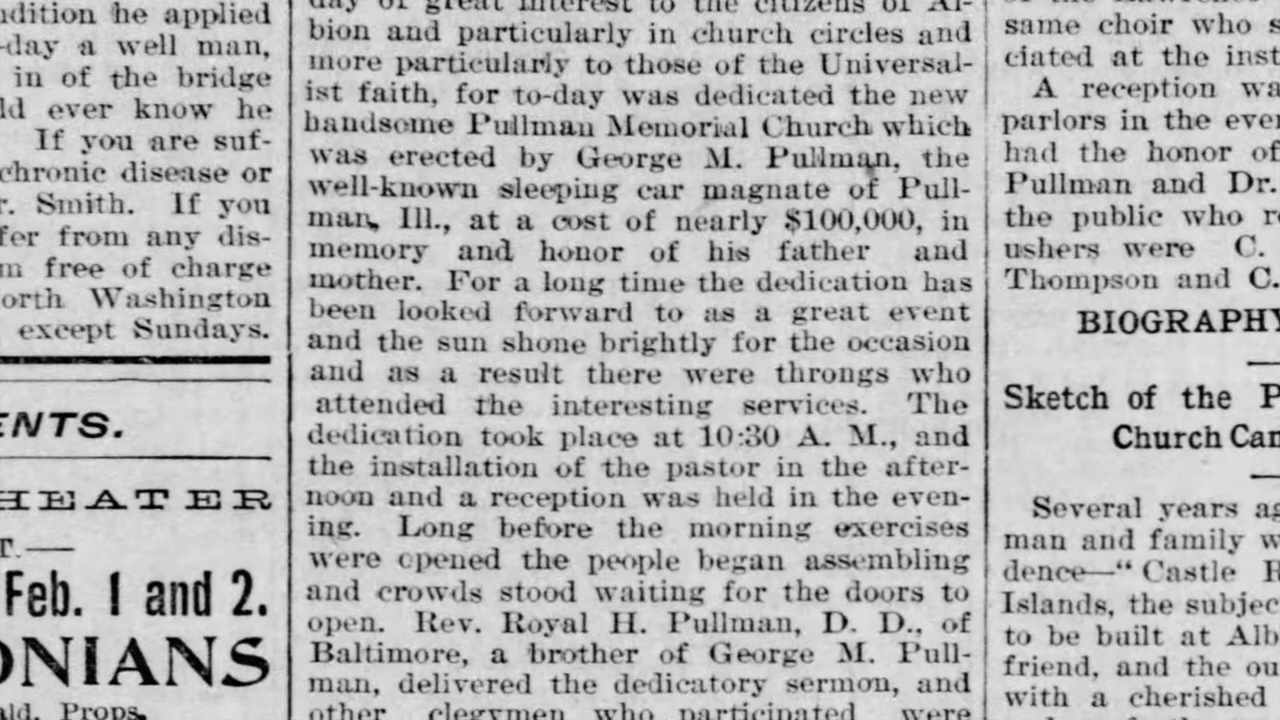 ndition he applied
-day a well man,
in of the bridge
ld ever know he
If you are suf-
chronic disease or
r. Smith. If you
fer from any dis-
m free of charge
orth Washington
except Sundays.
ENTS.
HEATER
T.—
Feb. 1 and 2.
ONIANS
ald, Props.
day of great interest to the citizens of Al-
bion and particularly in church circles and
more particularly to those of the Universal-
ist faith, for to-day was dedicated the new
handsome Pullman Memorial Church which
was erected by George M. Pullman, the
well-known sleeping car magnate of Pull-
man, Ill., at a cost of nearly $100,000, in
memory and honor of his father and
mother. For a long time the dedication has
been looked forward to as a great event
and the sun shone brightly for the occasion
and as a result there were throngs who
attended the interesting services. The
dedication took place at 10:30 A. M., and
the installation of the pastor in the after-
noon and a reception was held in the even-
ing. Long before the morning exercises
were opened the people began assembling
and crowds stood waiting for the doors to
open. Rev. Royal H. Pullman, D. D., of
Baltimore, a brother of George M. Pull-
man, delivered the dedicatory sermon, and
other clegymen who participated were
same choir who s
ciated at the inst
A reception wa
parlors in the ever
had the honor of
Pullman and Dr.
the public who re
ushers were C.
Thompson and C.
BIOGRAPHY
Sketch of the P
Church Can
Several years ag
man and family w
dence—“Castle R
Islands, the subjec
to be built at Alb
friend, and the ou
with a cherished